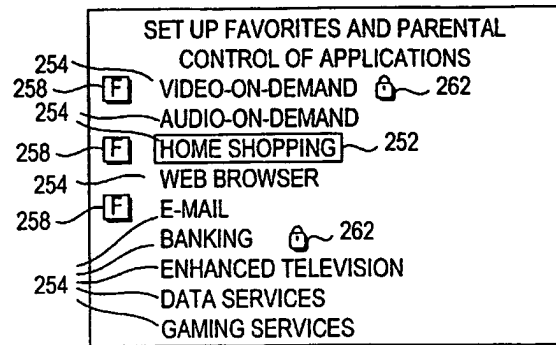 SET UP FAVORITES AND PARENTAL
CONTROL OF APPLICATIONS
254
258 F VIDEO-ON-DEMAND 262
254 AUDIO-ON-DEMAND
258 F HOME SHOPPING 252
254 WEB BROWSER
258 F E-MAIL
BANKING 262
254 ENHANCED TELEVISION
DATA SERVICES
GAMING SERVICES